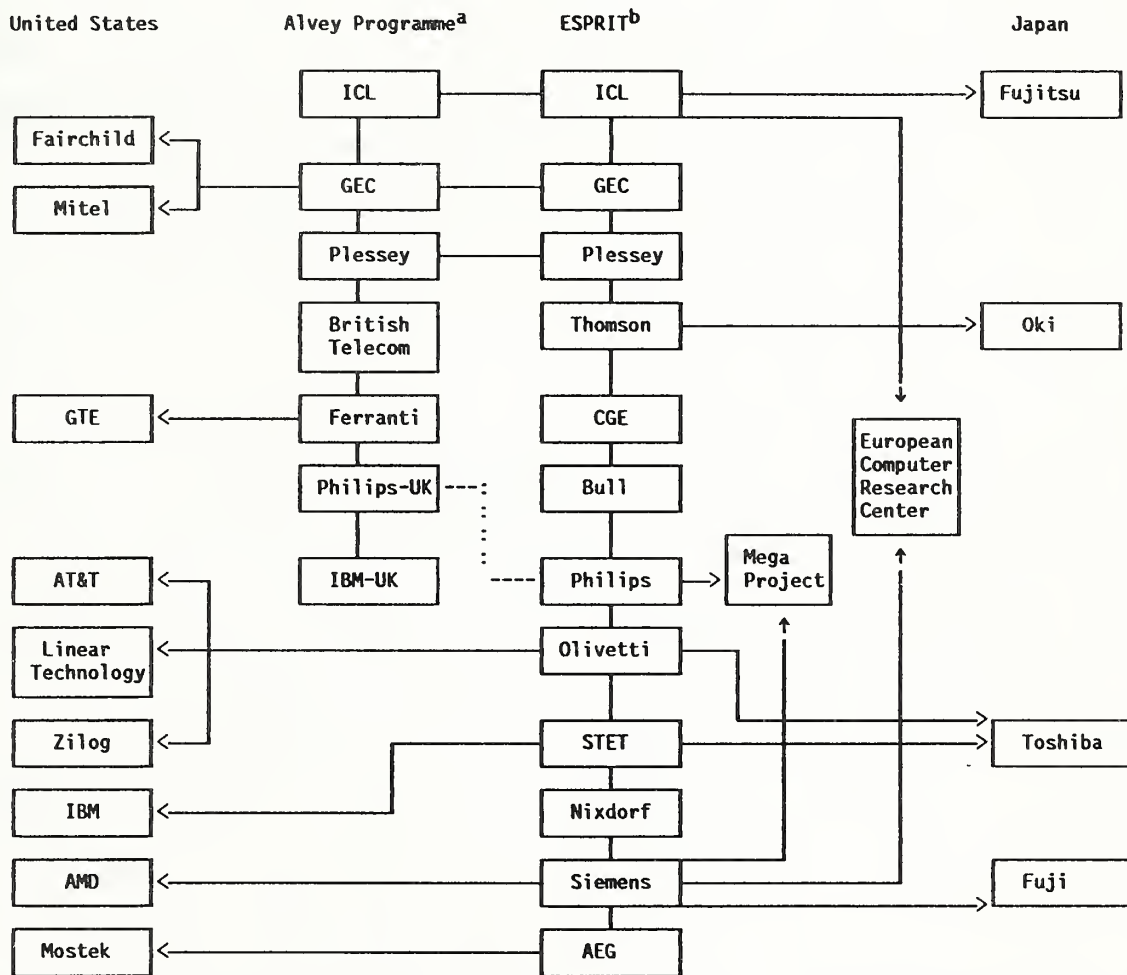 United States Alvey Programmeᵃ ESPRITᵇ Japan
ICL ICL Fujitsu
Fairchild
GEC GEC
Mitel
Plessey Plessey
British
Telecom
Thomson Oki
GTE Ferranti CGE
European
Computer
Research
Center
Philips-UK Bull
AT&T IBM-UK Philips
Mega
Project
Linear
Technology
Olivetti
Zilog STET Toshiba
IBM Nixdorf
AMD Siemens Fuji
Mostek AEG